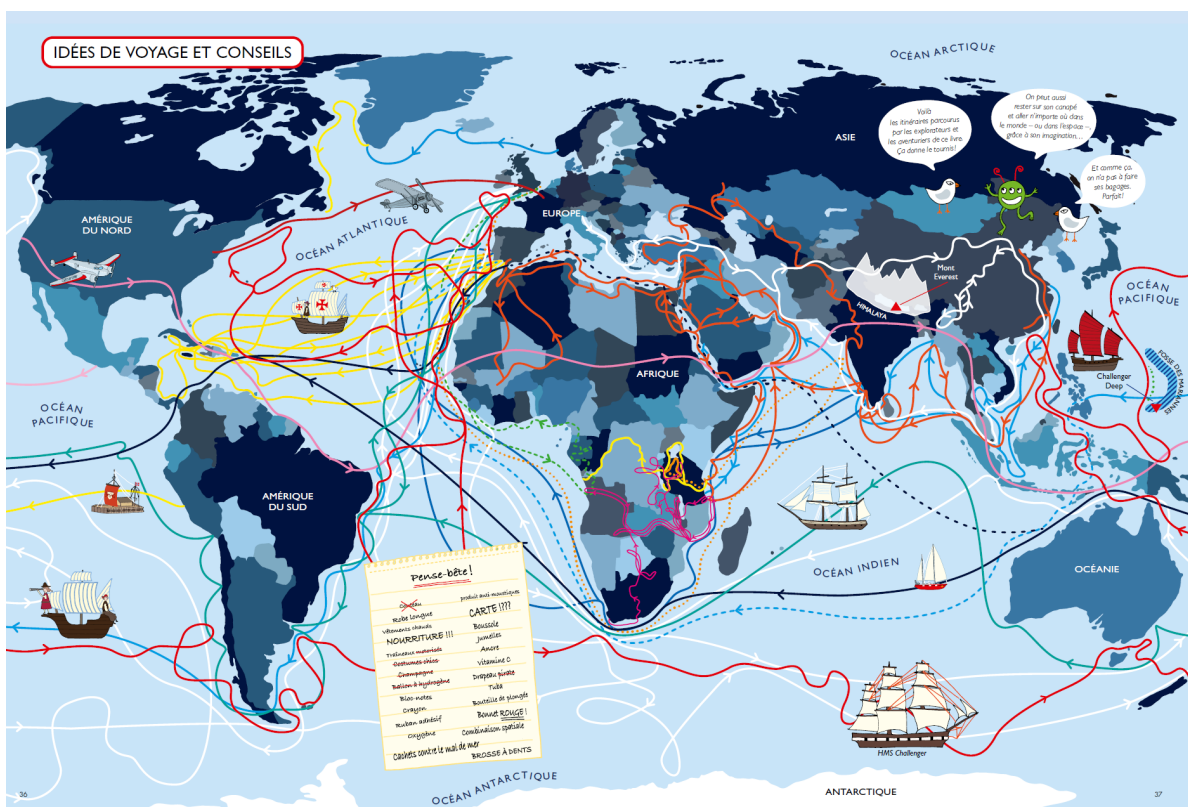 IDÉES DE VOYAGE ET CONSEILS
OCÉAN ARCTIQUE
Voilà
les itinéraires parcourus
par les explorateurs et
les aventuriers de ce livre.
Ça donne le tournis !
On peut aussi
rester sur son canapé
et aller n'importe où dans
le monde – ou dans l'espace –,
grâce à son imagination…
Et comme ça,
on n'a pas à faire
ses bagages.
Parfait !
ASIE
EUROPE
AMÉRIQUE
DU NORD
OCÉAN ATLANTIQUE
Mont
Everest
HIMALAYA
OCÉAN
PACIFIQUE
FOSSE
DES MARIANNES
Challenger
Deep
AFRIQUE
OCÉAN
PACIFIQUE
AMÉRIQUE
DU SUD
OCÉAN INDIEN
OCÉANIE
Pense-bête !
Couteau
Robe longue
Vêtements chauds
NOURRITURE !!!
Traîneaux motorisés
Costumes chics
Champagne
Ballon à hydrogène
Bloc-notes
Crayon
Ruban adhésif
Oxygène
Cachets contre le mal de mer
produit anti-moustiques
CARTE !???
Boussole
Jumelles
Ancre
Vitamine C
Drapeau pirate
Tuba
Bouteille de plongée
Bonnet ROUGE !
Combinaison spatiale
BROSSE À DENTS
HMS Challenger
OCÉAN ANTARCTIQUE
ANTARCTIQUE
36
37